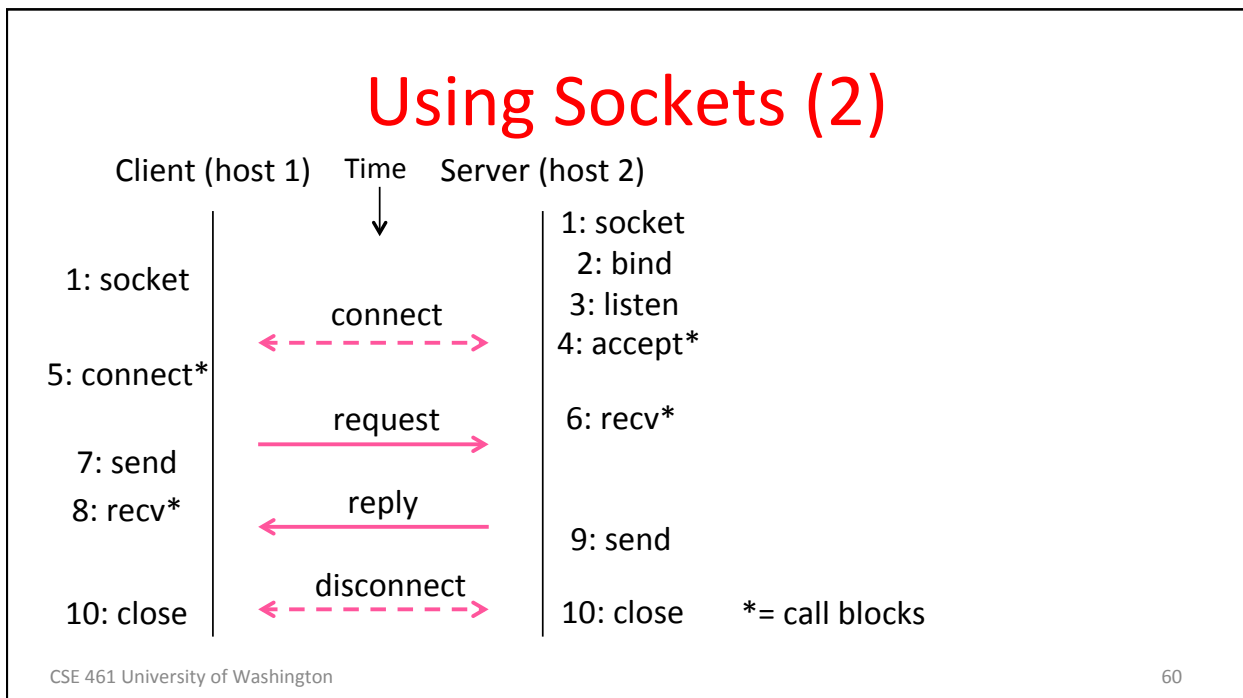 Using Sockets (2)
Client (host 1)
Time
Server (host 2)
1: socket
2: bind
1: socket
3: listen
connect
4: accept*
5: connect*
request
6: recv*
7: send
8: recv*
reply
9: send
disconnect
10: close
10: close
*= call blocks
CSE 461 University of Washington
60